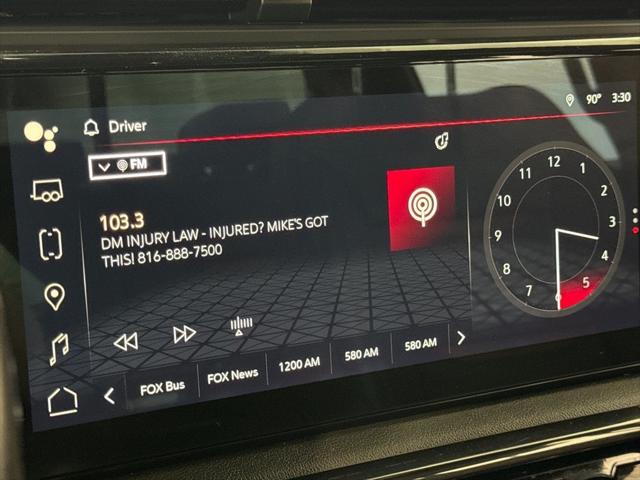 90° 3:30
Driver
FM
103.3
DM INJURY LAW - INJURED? MIKE'S GOT
THIS! 816-888-7500
FOX Bus FOX News 1200 AM 580 AM 580 AM
12
1
2
3
4
5
6
7
8
9
10
11